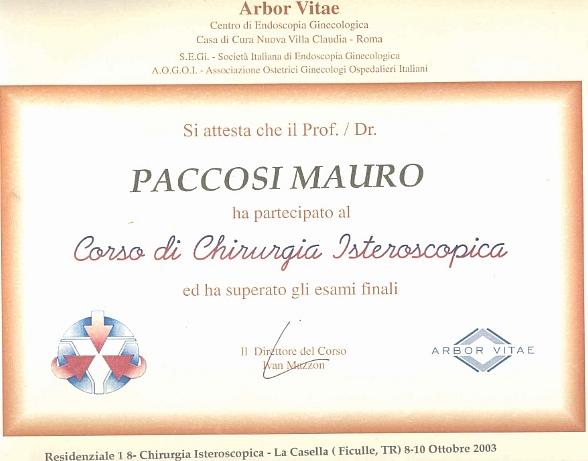 Arbor Vitae
Centro di Endoscopia Ginecologica
Casa di Cura Nuova Villa Claudia - Roma
S.E.Gi. - Società Italiana di Endoscopia Ginecologica
A.O.G.O.I. - Associazione Ostetrici Ginecologi Ospedalieri Italiani
Si attesta che il Prof. / Dr.
PACCOSI MAURO
ha partecipato al
Corso di Chirurgia Isteroscopica
ed ha superato gli esami finali
Il Direttore del Corso
Ivan Mazzon
ARBOR VITAE
Residenziale 1 8- Chirurgia Isteroscopica - La Casella ( Ficulle, TR) 8-10 Ottobre 2003